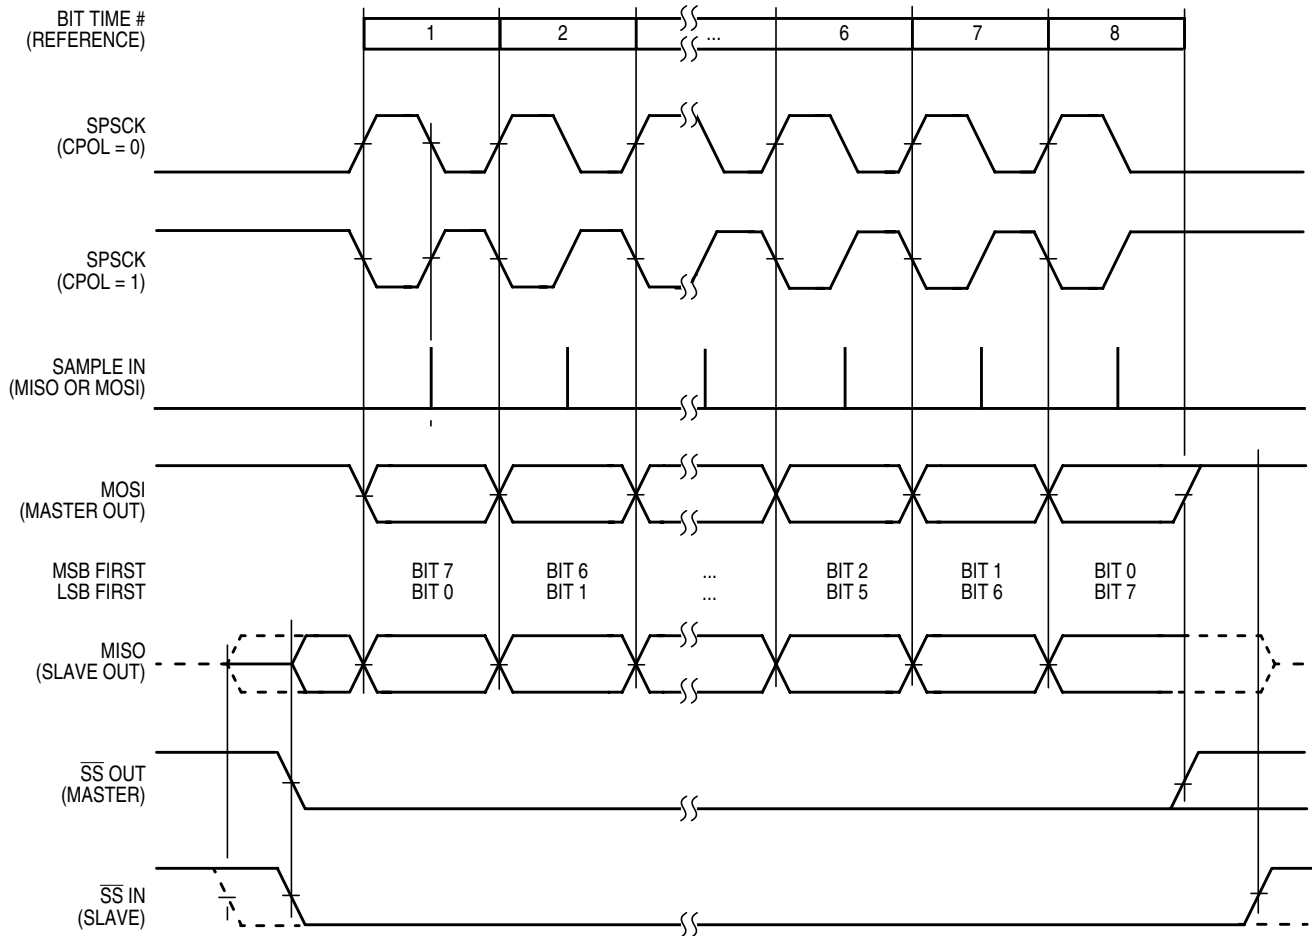 BIT TIME #
(REFERENCE)
1 2 ... 6 7 8
SPSCK
(CPOL = 0)
SPSCK
(CPOL = 1)
SAMPLE IN
(MISO OR MOSI)
MOSI
(MASTER OUT)
MSB FIRST BIT 7 BIT 6 ... BIT 2 BIT 1 BIT 0
LSB FIRST BIT 0 BIT 1 ... BIT 5 BIT 6 BIT 7
MISO
(SLAVE OUT)
S̅S̅ OUT
(MASTER)
S̅S̅ IN
(SLAVE)